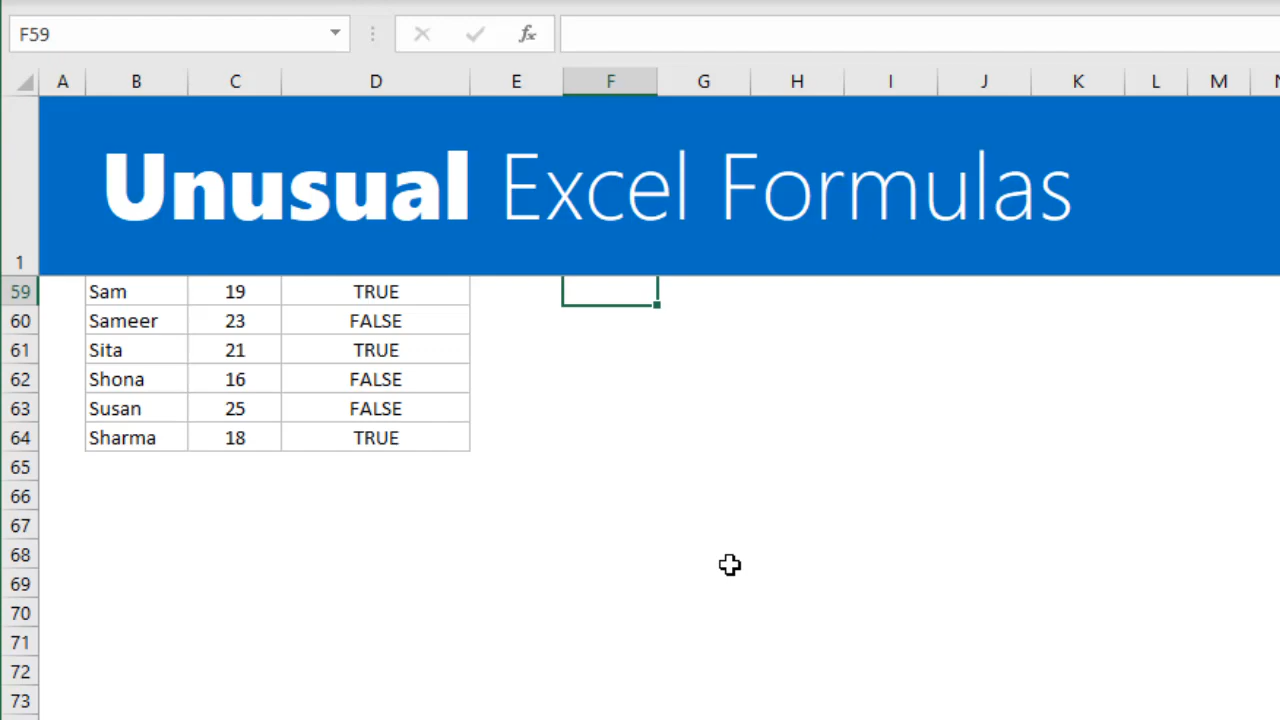 F59 fx
A B C D E F G H I J K L M
1 Unusual Excel Formulas
59 Sam 19 TRUE
60 Sameer 23 FALSE
61 Sita 21 TRUE
62 Shona 16 FALSE
63 Susan 25 FALSE
64 Sharma 18 TRUE
65
66
67
68
69
70
71
72
73